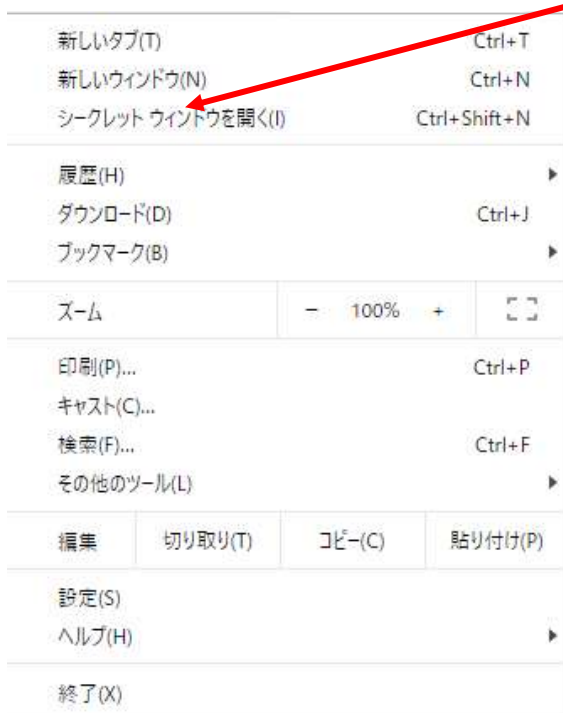 新しいタブ(T) Ctrl+T
新しいウィンドウ(N) Ctrl+N
シークレット ウィンドウを開く(I) Ctrl+Shift+N
履歴(H)
ダウンロード(D) Ctrl+J
ブックマーク(B)
ズーム − 100% +
印刷(P)... Ctrl+P
キャスト(C)...
検索(F)... Ctrl+F
その他のツール(L)
編集 切り取り(T) コピー(C) 貼り付け(P)
設定(S)
ヘルプ(H)
終了(X)